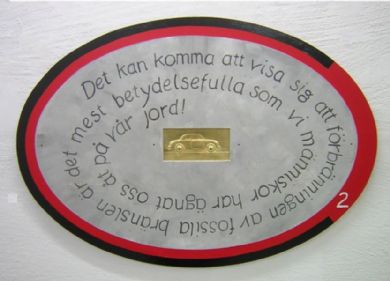 Det kan komma att visa sig att förbränningen av fossila bränslen är det mest betydelsefulla som vi människor har ägnat oss åt på vår jord!
2